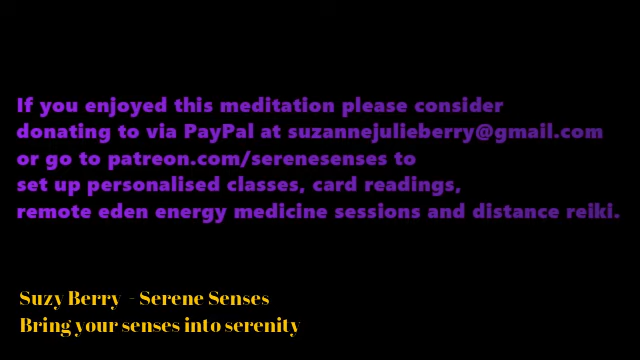 If you enjoyed this meditation please consider
donating to via PayPal at suzannejulieberry@gmail.com
or go to patreon.com/serenesenses to
set up personalised classes, card readings,
remote eden energy medicine sessions and distance reiki.
Suzy Berry - Serene Senses
Bring your senses into serenity